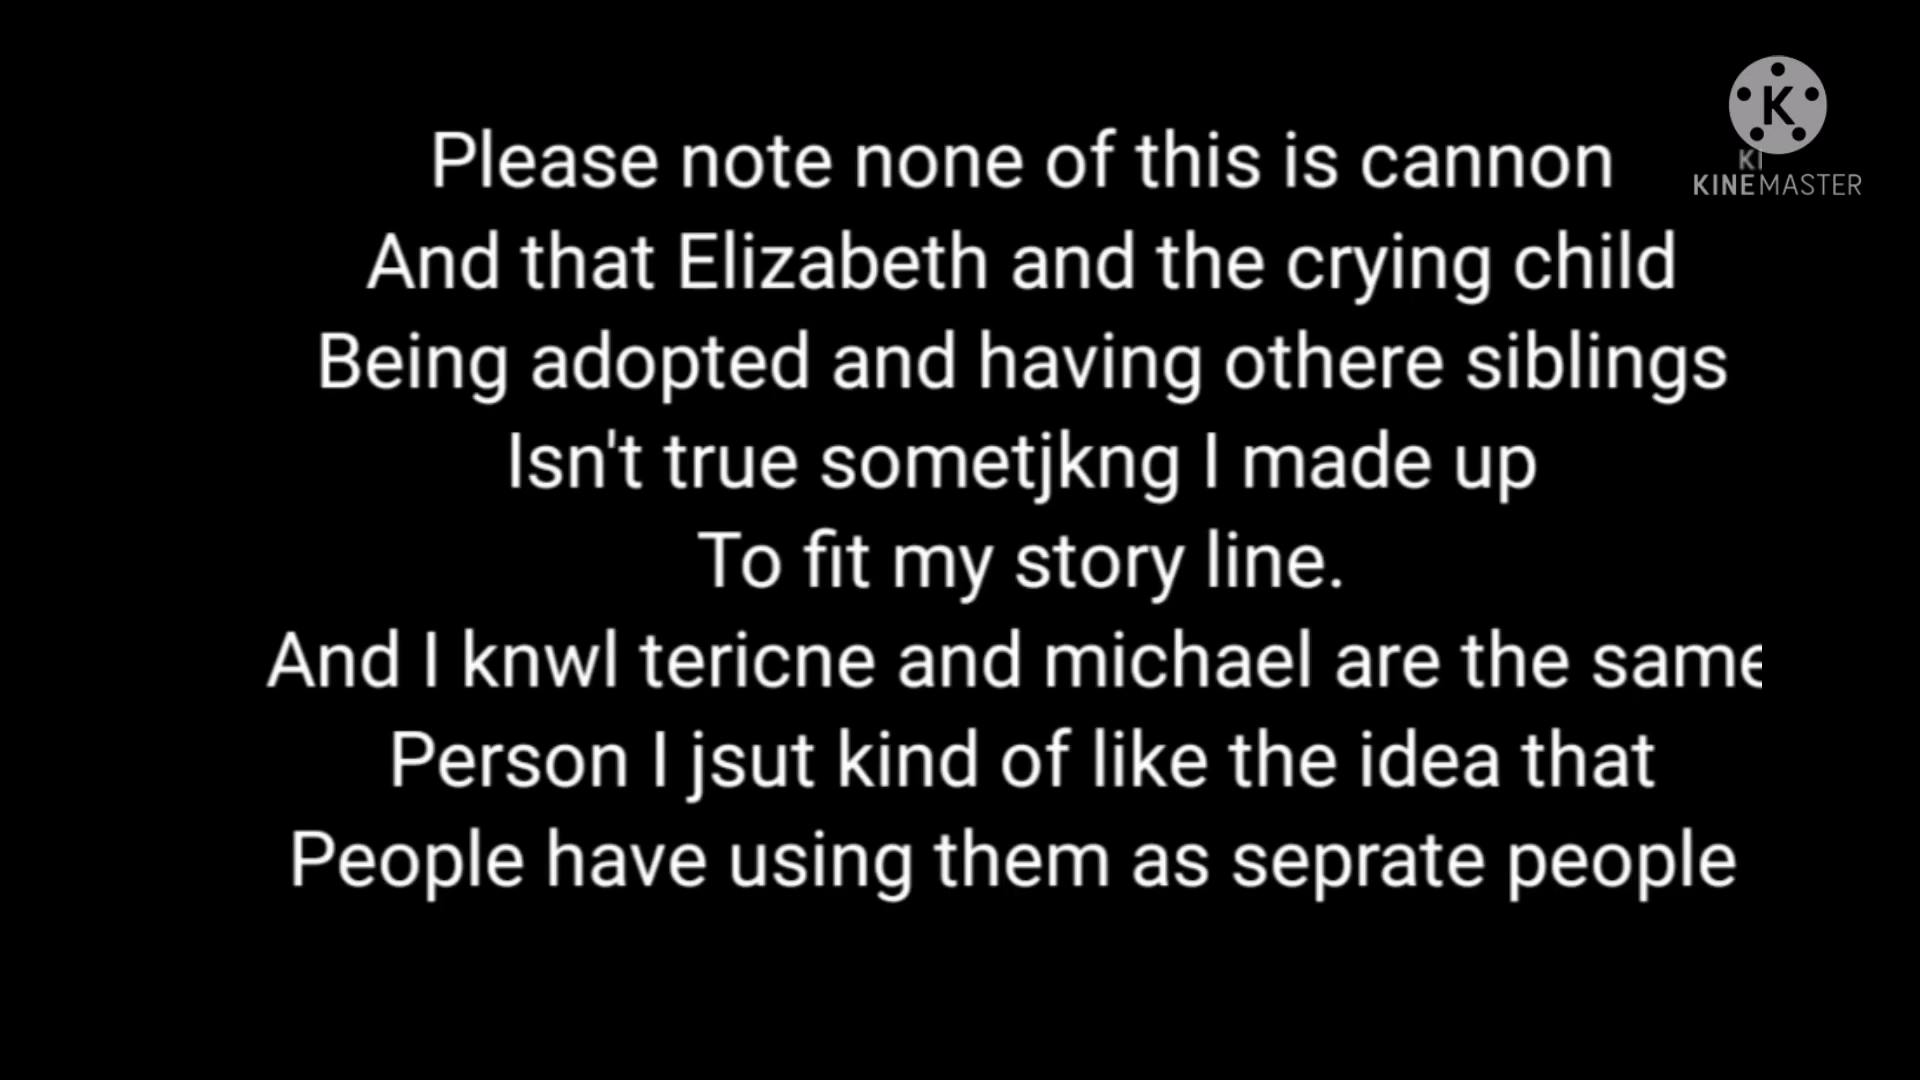 Please note none of this is cannon
And that Elizabeth and the crying child
Being adopted and having othere siblings
Isn't true sometjkng I made up
To fit my story line.
And I knwl tericne and michael are the same
Person I jsut kind of like the idea that
People have using them as seprate people
K
KI
KINEMASTER